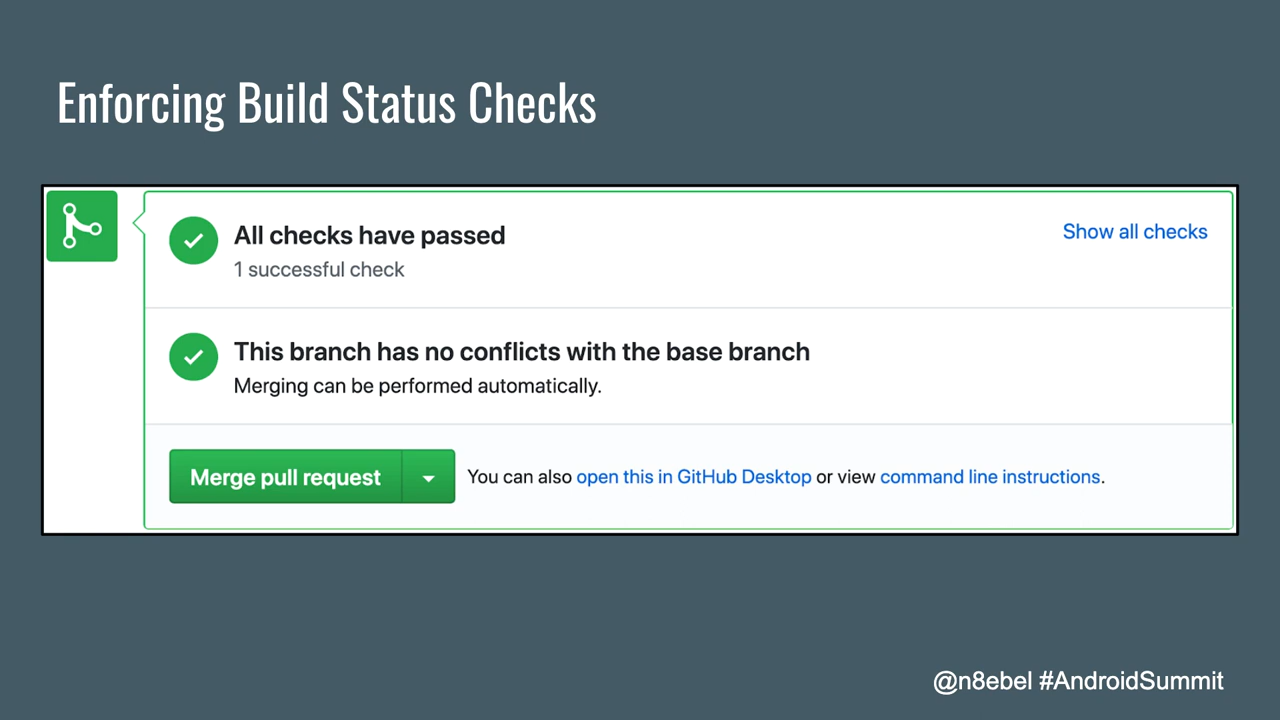 Enforcing Build Status Checks
All checks have passed
Show all checks
1 successful check
This branch has no conflicts with the base branch
Merging can be performed automatically.
Merge pull request
You can also open this in GitHub Desktop or view command line instructions.
@n8ebel #AndroidSummit